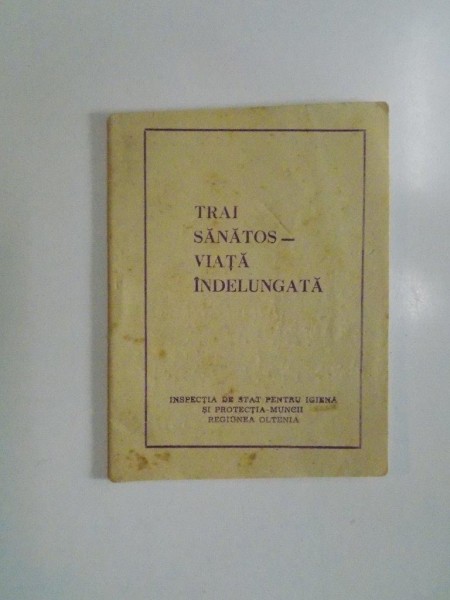 TRAI
SĂNĂTOS —
VIAȚĂ
ÎNDELUNGATĂ
INSPECȚIA DE STAT PENTRU IGIENA
ȘI PROTECȚIA MUNCII
REGIUNEA OLTENIA